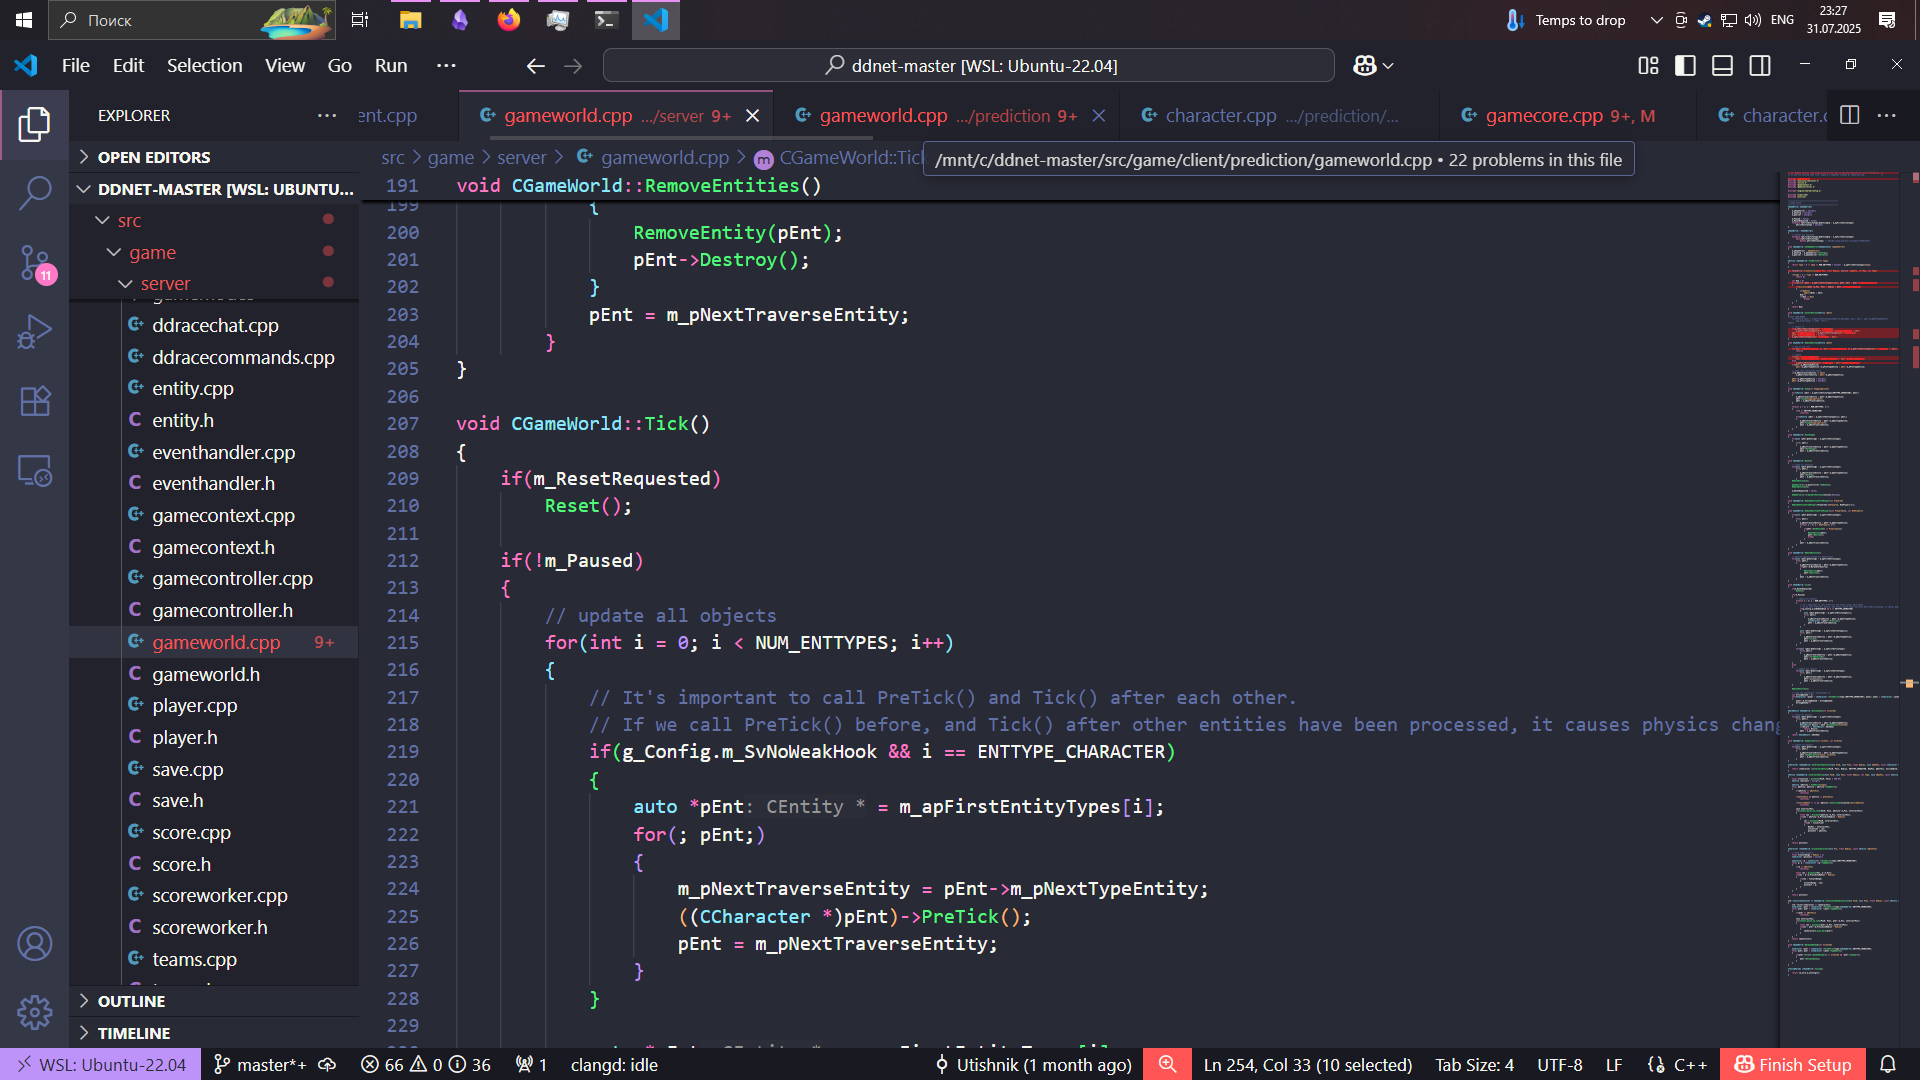 Поиск
Temps to drop
ENG
23:27
31.07.2025
File Edit Selection View Go Run ···
ddnet-master [WSL: Ubuntu-22.04]
EXPLORER
ent.cpp
gameworld.cpp .../server 9+
gameworld.cpp .../prediction 9+
character.cpp .../prediction/...
gamecore.cpp 9+, M
character.c
OPEN EDITORS
src > game > server > gameworld.cpp > CGameWorld::Tic
/mnt/c/ddnet-master/src/game/client/prediction/gameworld.cpp • 22 problems in this file
DDNET-MASTER [WSL: UBUNTU...
src
game
server
11
ddracechat.cpp
ddracecommands.cpp
entity.cpp
entity.h
eventhandler.cpp
eventhandler.h
gamecontext.cpp
gamecontext.h
gamecontroller.cpp
gamecontroller.h
gameworld.cpp 9+
gameworld.h
player.cpp
player.h
save.cpp
save.h
score.cpp
score.h
scoreworker.cpp
scoreworker.h
teams.cpp
OUTLINE
TIMELINE
191 void CGameWorld::RemoveEntities()
199 {
200 RemoveEntity(pEnt);
201 pEnt->Destroy();
202 }
203 pEnt = m_pNextTraverseEntity;
204 }
205 }
206
207 void CGameWorld::Tick()
208 {
209 if(m_ResetRequested)
210 Reset();
211
212 if(!m_Paused)
213 {
214 // update all objects
215 for(int i = 0; i < NUM_ENTTYPES; i++)
216 {
217 // It's important to call PreTick() and Tick() after each other.
218 // If we call PreTick() before, and Tick() after other entities have been processed, it causes physics chang
219 if(g_Config.m_SvNoWeakHook && i == ENTTYPE_CHARACTER)
220 {
221 auto *pEnt: CEntity * = m_apFirstEntityTypes[i];
222 for(; pEnt;)
223 {
224 m_pNextTraverseEntity = pEnt->m_pNextTypeEntity;
225 ((CCharacter *)pEnt)->PreTick();
226 pEnt = m_pNextTraverseEntity;
227 }
228 }
229
WSL: Ubuntu-22.04
master*+
66 0 36
1
clangd: idle
Utishnik (1 month ago)
Ln 254, Col 33 (10 selected)
Tab Size: 4
UTF-8
LF
C++
Finish Setup